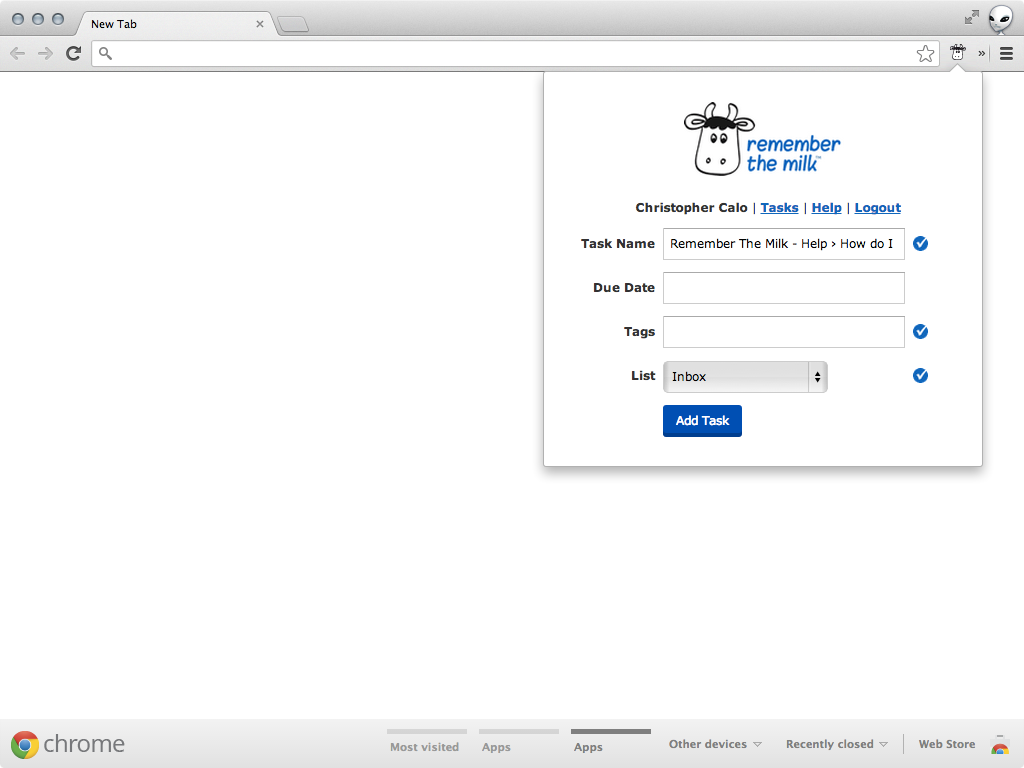 New Tab
remember
the milk™
Christopher Calo | Tasks | Help | Logout
Task Name Remember The Milk - Help › How do I
Due Date
Tags
List Inbox
Add Task
chrome Most visited Apps Apps Other devices Recently closed Web Store